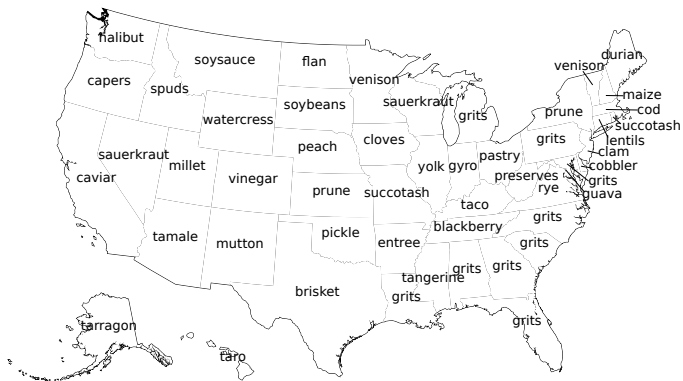 halibut
durian
soysauce
flan
venison
venison
capers
spuds
sauerkraut
maize
soybeans
cod
watercress
grits
prune
succotash
cloves
grits
lentils
peach
clam
sauerkraut
pastry
millet
yolk
gyro
cobbler
caviar
vinegar
preserves
grits
prune
succotash
rye
guava
taco
grits
blackberry
pickle
tamale
mutton
entree
grits
grits
grits
tangerine
brisket
grits
grits
tarragon
taro